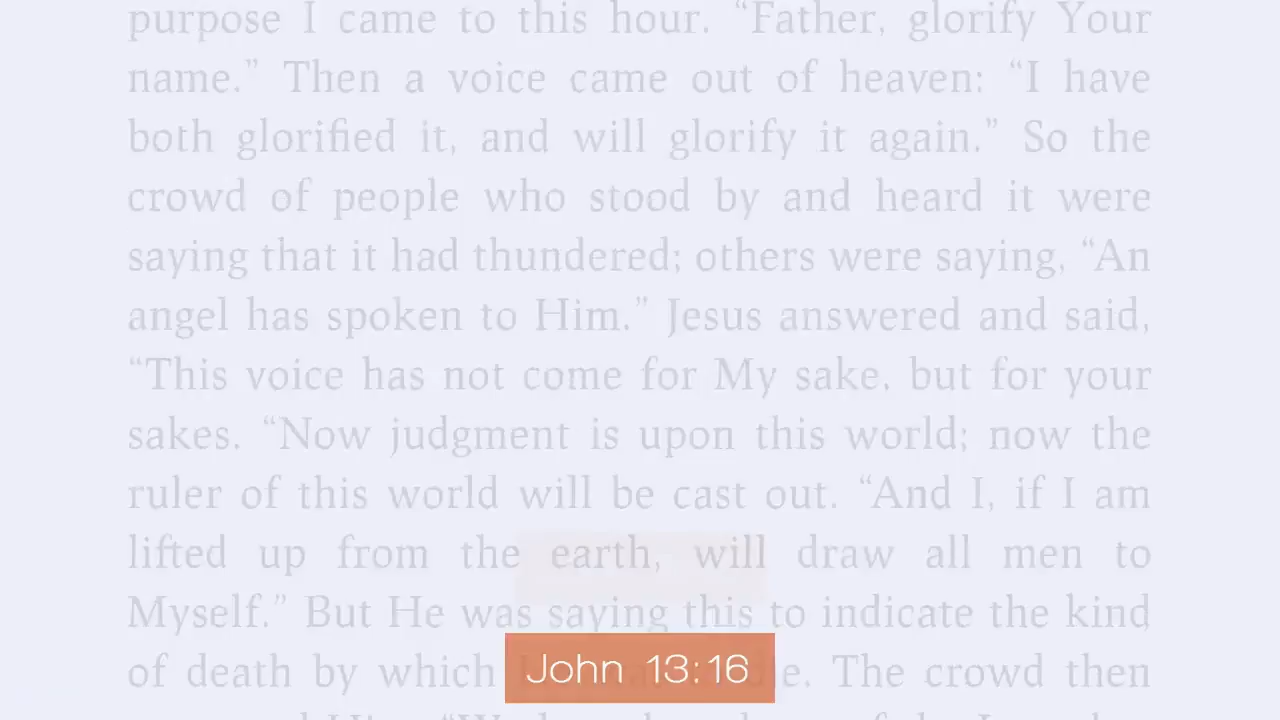 purpose I came to this hour. “Father, glorify Your
name.” Then a voice came out of heaven: “I have
both glorified it, and will glorify it again.” So the
crowd of people who stood by and heard it were
saying that it had thundered; others were saying, “An
angel has spoken to Him.” Jesus answered and said,
“This voice has not come for My sake, but for your
sakes. “Now judgment is upon this world; now the
ruler of this world will be cast out. “And I, if I am
lifted up from the earth, will draw all men to
Myself.” But He was saying this to indicate the kind
of death by which The crowd then
John 13:16